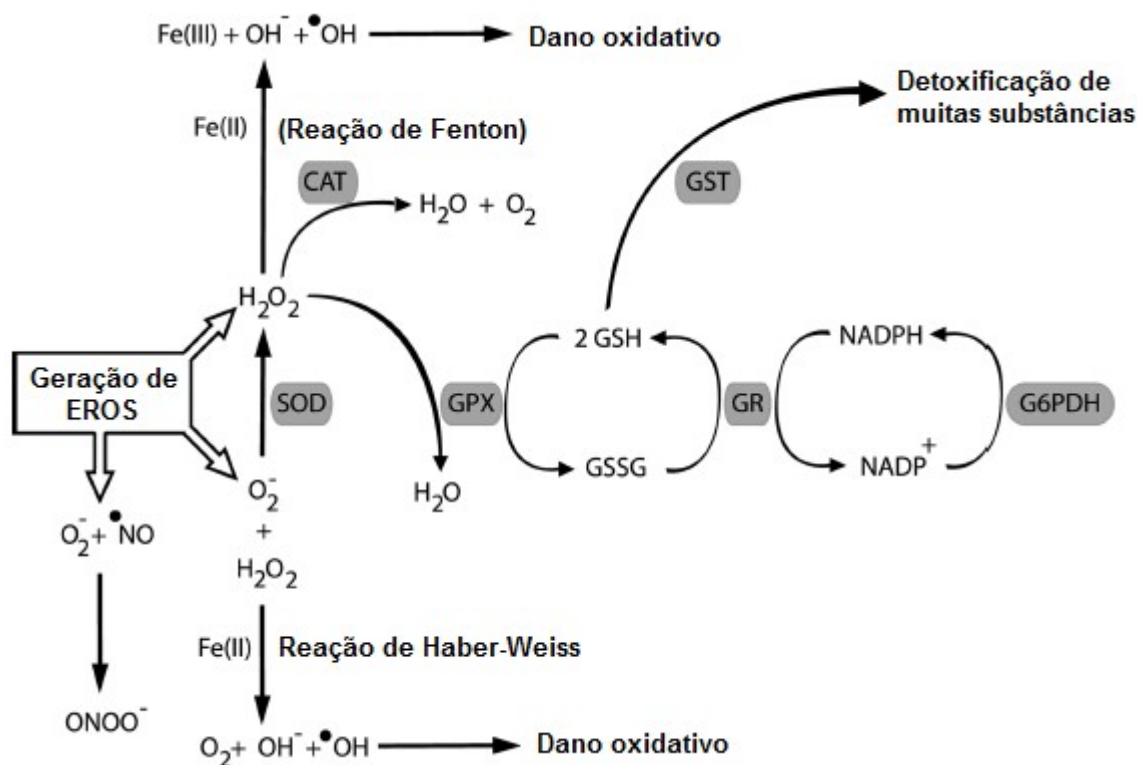 Fe(III) + OH⁻ + •OH
Dano oxidativo
Detoxificação de
muitas substâncias
Fe(II)
(Reação de Fenton)
CAT
GST
H₂O + O₂
H₂O₂
2 GSH
NADPH
Geração de
EROS
SOD
GPX
GR
G6PDH
O₂⁻
H₂O
GSSG
NADP⁺
O₂⁻ + •NO
+
H₂O₂
Fe(II)
Reação de Haber-Weiss
ONOO⁻
O₂ + OH⁻ + •OH
Dano oxidativo